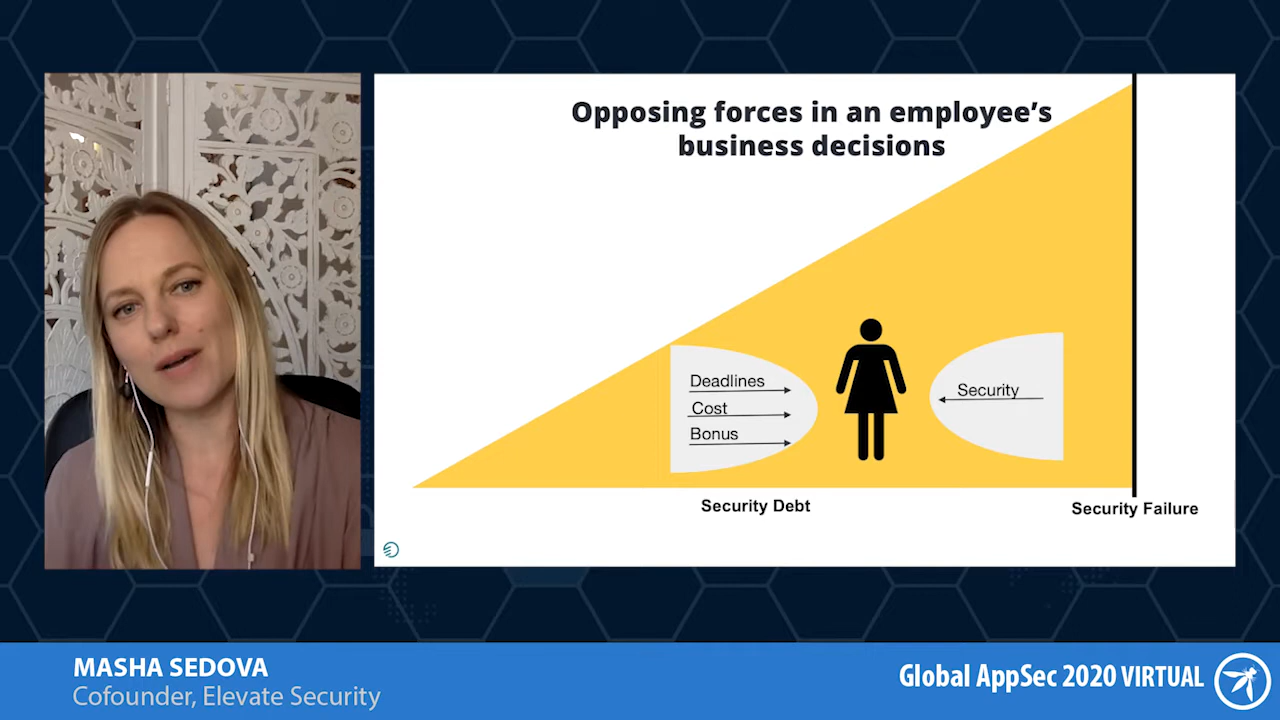 Opposing forces in an employee's
business decisions
Deadlines
Cost
Bonus
Security
Security Debt
Security Failure
MASHA SEDOVA
Cofounder, Elevate Security
Global AppSec 2020 VIRTUAL